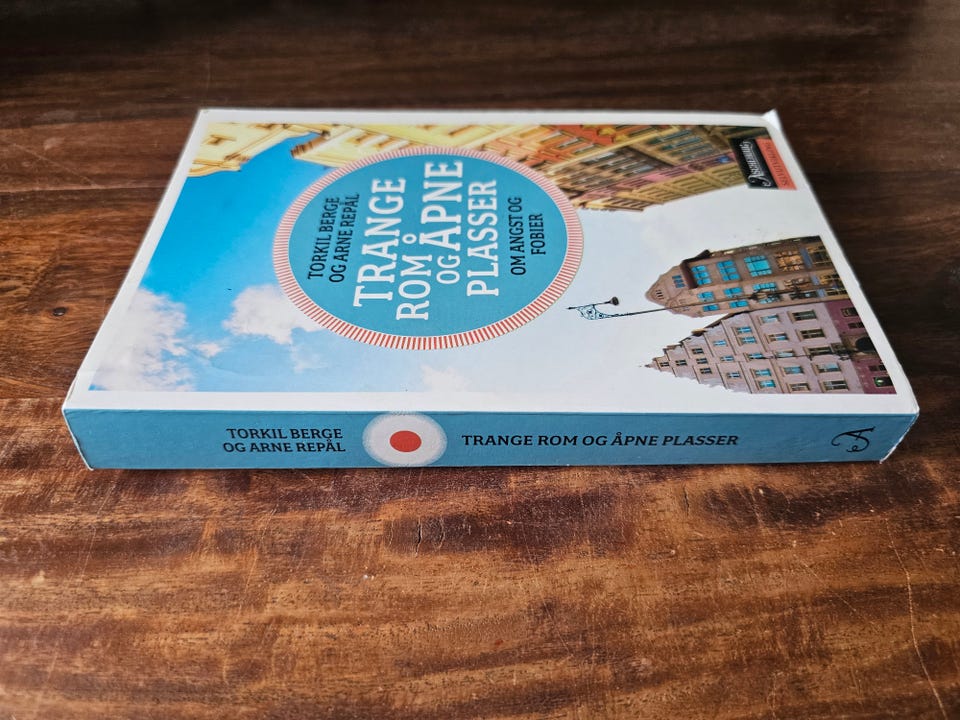 TORKIL BERGE
OG ARNE REPÅL
TRANGE
ROM Å
OG ÅPNE
PLASSER
OM ANGST OG
FOBIER
ASCHEHOUG
TORKIL BERGE
OG ARNE REPÅL
TRANGE ROM OG ÅPNE PLASSER
A